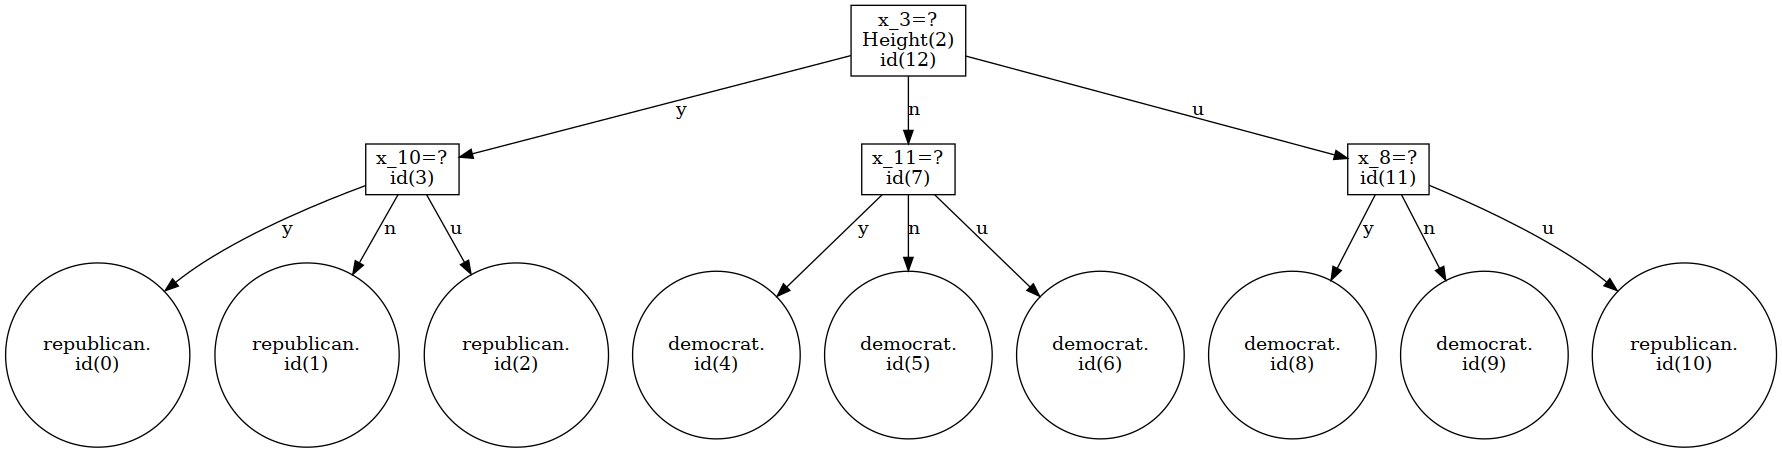 x_3=?
Height(2)
id(12)
y
n
u
x_10=?
id(3)
x_11=?
id(7)
x_8=?
id(11)
y
n
u
y
n
u
y
n
u
republican.
id(0)
republican.
id(1)
republican.
id(2)
democrat.
id(4)
democrat.
id(5)
democrat.
id(6)
democrat.
id(8)
democrat.
id(9)
republican.
id(10)